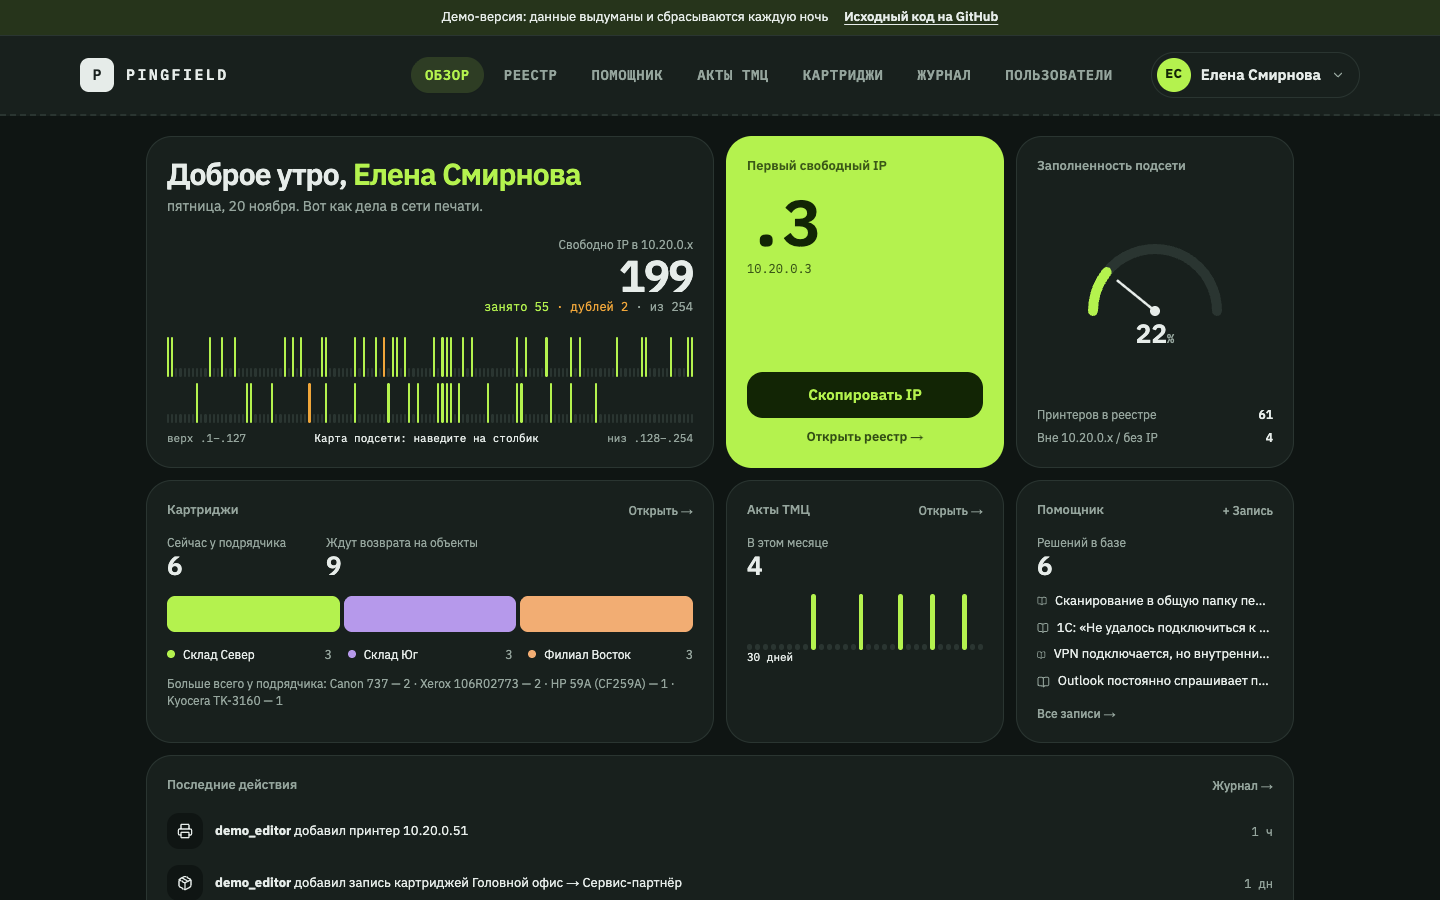 Демо-версия: данные выдуманы и сбрасываются каждую ночь Исходный код на GitHub
P PINGFIELD ОБЗОР РЕЕСТР ПОМОЩНИК АКТЫ ТМЦ КАРТРИДЖИ ЖУРНАЛ ПОЛЬЗОВАТЕЛИ ЕС Елена Смирнова
Доброе утро, Елена Смирнова
пятница, 20 ноября. Вот как дела в сети печати.
Свободно IP в 10.20.0.x
199
занято 55 · дублей 2 · из 254
верх .1–.127 Карта подсети: наведите на столбик низ .128–.254
Первый свободный IP
.3
10.20.0.3
Скопировать IP
Открыть реестр →
Заполненность подсети
22%
Принтеров в реестре 61
Вне 10.20.0.x / без IP 4
Картриджи Открыть →
Сейчас у подрядчика Ждут возврата на объекты
6 9
Склад Север 3 Склад Юг 3 Филиал Восток 3
Больше всего у подрядчика: Canon 737 — 2 · Xerox 106R02773 — 2 · HP 59A (CF259A) — 1 ·
Kyocera TK-3160 — 1
Акты ТМЦ Открыть →
В этом месяце
4
30 дней
Помощник + Запись
Решений в базе
6
Сканирование в общую папку пе...
1С: «Не удалось подключиться к ...
VPN подключается, но внутренни...
Outlook постоянно спрашивает п...
Все записи →
Последние действия Журнал →
demo_editor добавил принтер 10.20.0.51 1 ч
demo_editor добавил запись картриджей Головной офис → Сервис-партнёр 1 дн